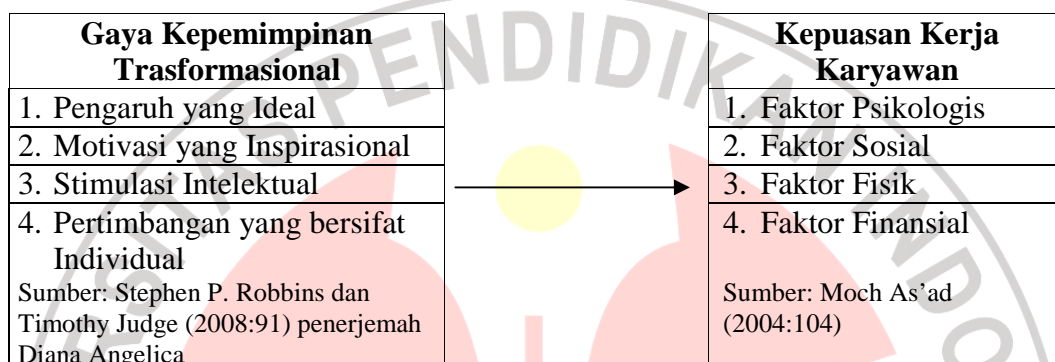 Gaya Kepemimpinan
Trasformasional
1. Pengaruh yang Ideal
2. Motivasi yang Inspirasional
3. Stimulasi Intelektual
4. Pertimbangan yang bersifat
Individual
Sumber: Stephen P. Robbins dan
Timothy Judge (2008:91) penerjemah
Diana Angelica
Kepuasan Kerja
Karyawan
1. Faktor Psikologis
2. Faktor Sosial
3. Faktor Fisik
4. Faktor Finansial
Sumber: Moch As’ad
(2004:104)